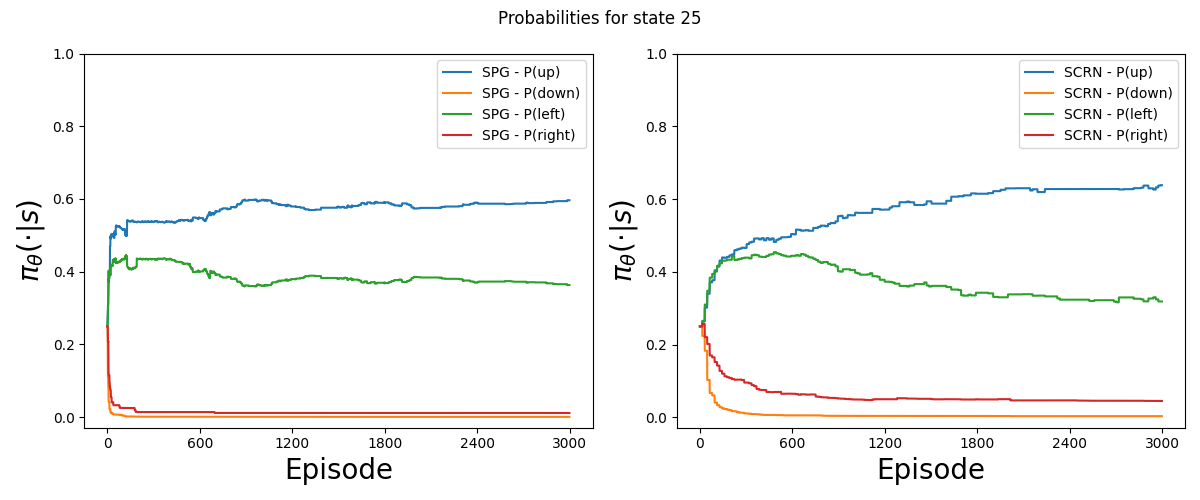 Probabilities for state 25
1.0
0.8
0.6
0.4
0.2
0.0
π_θ(·|s)
SPG - P(up)
SPG - P(down)
SPG - P(left)
SPG - P(right)
0 600 1200 1800 2400 3000
Episode
1.0
0.8
0.6
0.4
0.2
0.0
π_θ(·|s)
SCRN - P(up)
SCRN - P(down)
SCRN - P(left)
SCRN - P(right)
0 600 1200 1800 2400 3000
Episode